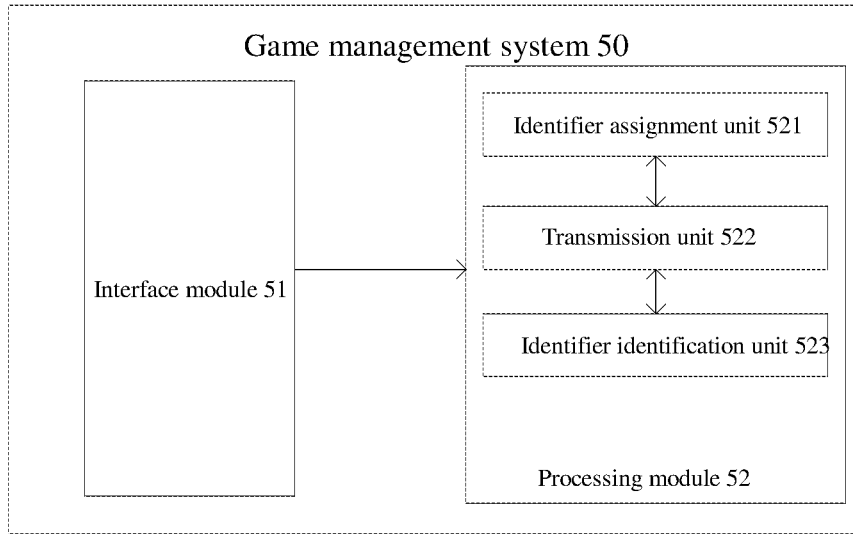 Game management system 50
Interface module 51
Identifier assignment unit 521
Transmission unit 522
Identifier identification unit 523
Processing module 52